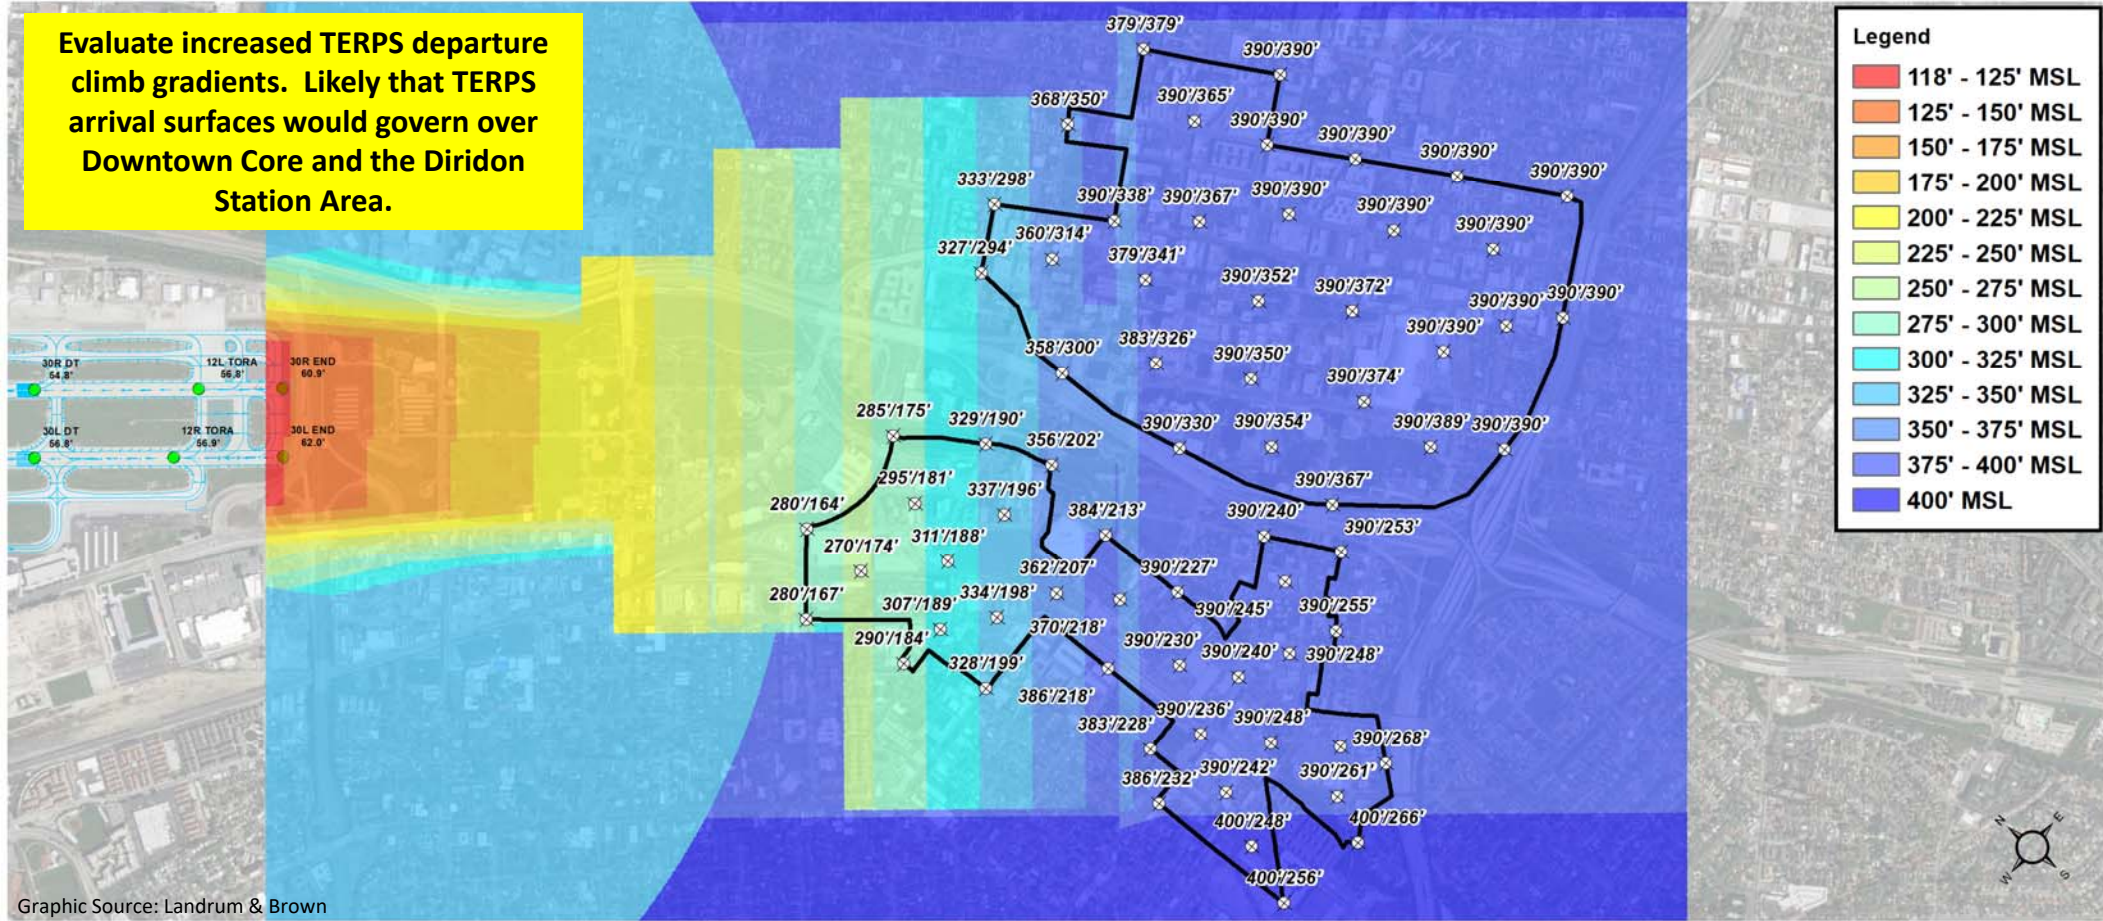 Evaluate increased TERPS departure
climb gradients.  Likely that TERPS
arrival surfaces would govern over
Downtown Core and the Diridon
Station Area.
Legend
118' - 125' MSL
125' - 150' MSL
150' - 175' MSL
175' - 200' MSL
200' - 225' MSL
225' - 250' MSL
250' - 275' MSL
275' - 300' MSL
300' - 325' MSL
325' - 350' MSL
350' - 375' MSL
375' - 400' MSL
400' MSL
379'/379'
390'/390'
368'/350'
390'/365'
390'/390'
390'/390'
390'/390'
390'/390'
333'/298'
390'/338'
390'/367'
390'/390'
390'/390'
390'/390'
327'/294'
360'/314'
379'/341'
390'/352'
390'/372'
390'/390'
390'/390'
390'/390'
358'/300'
383'/326'
390'/350'
390'/374'
390'/330'
390'/354'
390'/389'
390'/390'
390'/367'
30R DT
54.8'
12L TORA
56.8'
30R END
60.9'
30L DT
56.8'
12R TORA
56.9'
30L END
62.0'
285'/175'
329'/190'
356'/202'
295'/181'
337'/196'
280'/164'
384'/213'
390'/240'
390'/253'
270'/174'
311'/188'
362'/207'
390'/227'
280'/167'
307'/189'
334'/198'
390'/245'
390'/255'
290'/184'
328'/199'
370'/218'
390'/230'
390'/240'
390'/248'
386'/218'
383'/228'
390'/236'
390'/248'
390'/268'
386'/232'
390'/242'
390'/261'
400'/248'
400'/266'
400'/256'
N
E
W
S
Graphic Source: Landrum & Brown